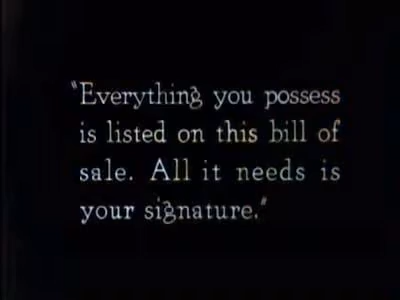 "Everything you possess
is listed on this bill of
sale. All it needs is
your signature."